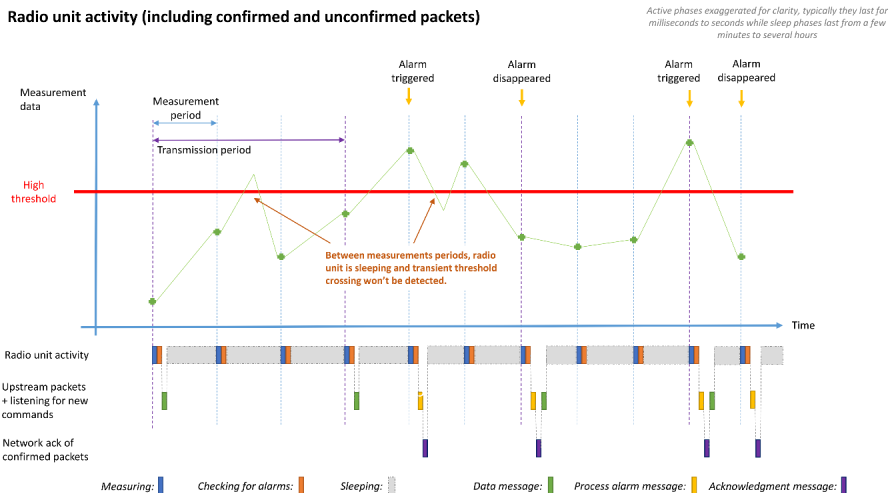 Radio unit activity (including confirmed and unconfirmed packets)
Active phases exaggerated for clarity, typically they last far
milliseconds to seconds while sleep phases last from a few
minutes to several hours
Alarm
triggered
Alarm
disappeared
Alarm
triggered
Alarm
disappeared
Measurement
data
Measurement
period
Transmission period
High
threshold
Between measurements periods, radio
unit is sleeping and transient threshold
crossing won't be detected.
Time
Radio unit activity
Upstream packets
+ listening for new
commands
Network ack of
confirmed packets
Measuring:
Checking for alarms:
Sleeping:
Data message:
Process alarm message:
Acknowledgment message: